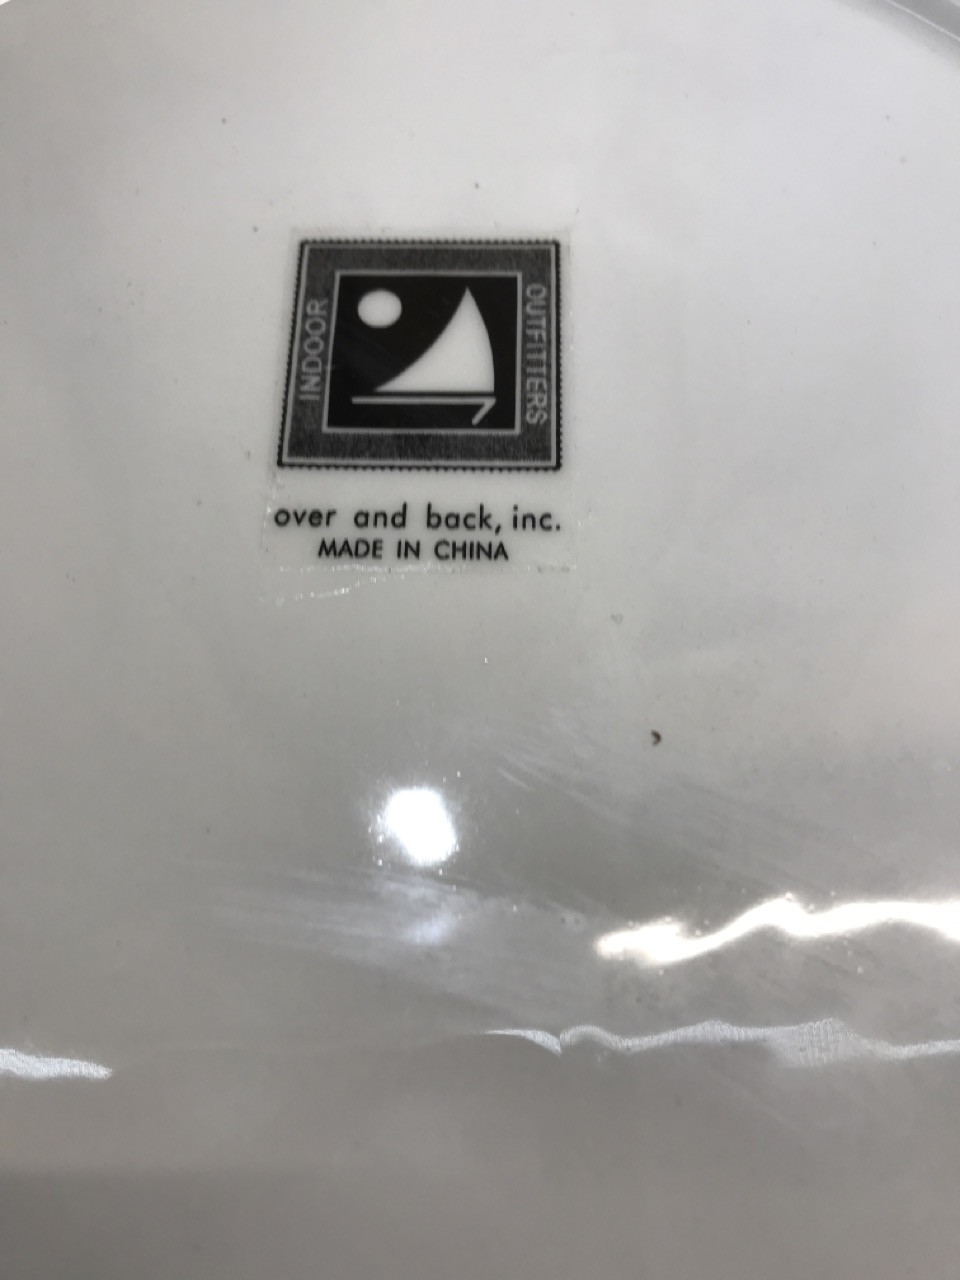 INDOOR
OUTFITTERS
over and back, inc.
MADE IN CHINA